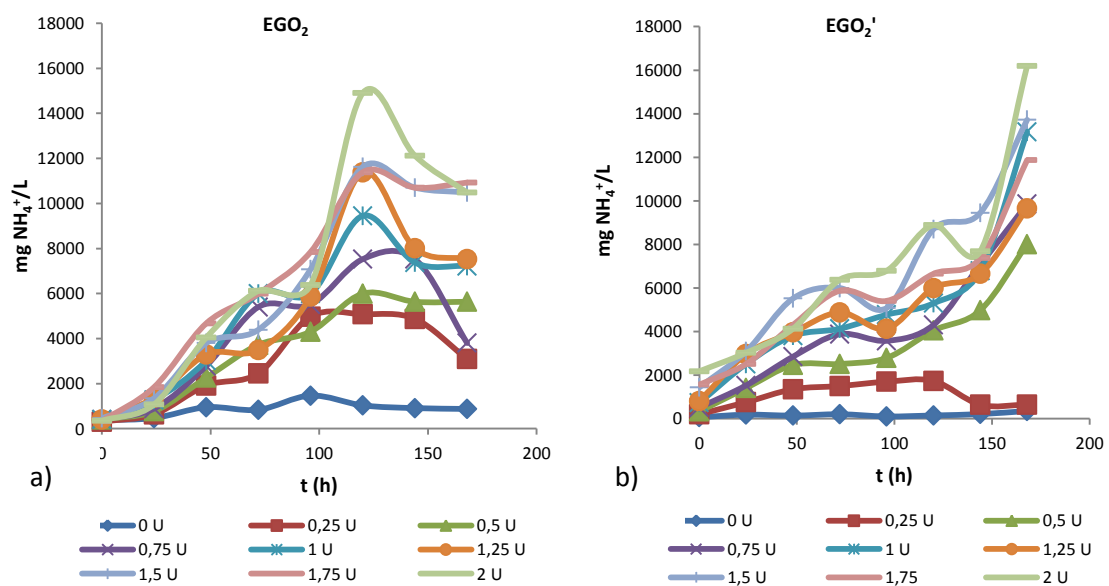 EGO₂
mg NH₄⁺/L
18000
16000
14000
12000
10000
8000
6000
4000
2000
0
0 50 100 150 200
t (h)
a)
0 U 0,25 U 0,5 U
0,75 U 1 U 1,25 U
1,5 U 1,75 U 2 U
EGO₂'
mg NH₄⁺/L
18000
16000
14000
12000
10000
8000
6000
4000
2000
0
0 50 100 150 200
t (h)
b)
0 U 0,25 U 0,5 U
0,75 U 1 U 1,25 U
1,5 U 1,75 2 U